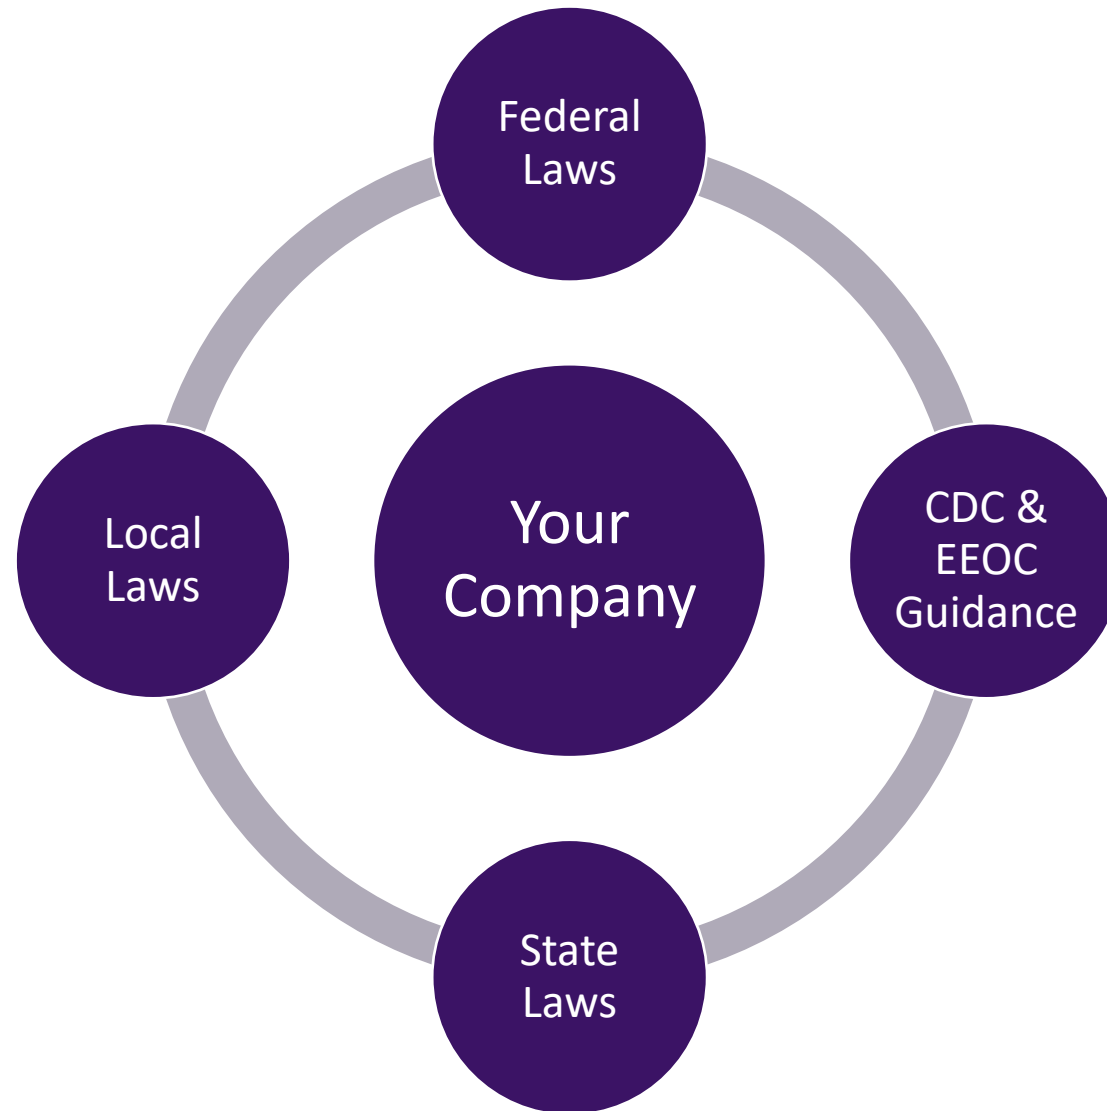 Federal
Laws
CDC &
EEOC
Guidance
State
Laws
Local
Laws
Your
Company